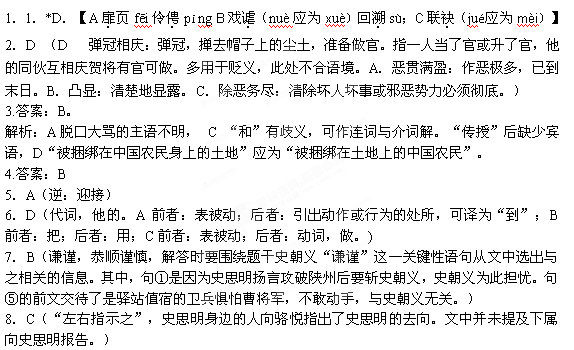 1．1．*D．【A 扉页 fēi 伶俜 pínɡ B 戏谑（nuè 应为 xuè）回溯 sù；C 联袂（jué应为 mèi）】
2．D（D　弹冠相庆：弹冠，掸去帽子上的尘土，准备做官。指一人当了官或升了官，他
的同伙互相庆贺将有官可做。多用于贬义，此处不合语境。A．恶贯满盈：作恶极多，已到
末日。B．凸显：清楚地显露。C．除恶务尽：清除坏人坏事或邪恶势力必须彻底。）
3.答案：B。
解析：A 脱口大骂的主语不明， C “和”有歧义，可作连词与介词解。“传授”后缺少宾
语，D“被捆绑在中国农民身上的土地”应为“被捆绑在土地上的中国农民”。
4.答案：B
5．A（逆：迎接）
6．D（代词，他的。A 前者：表被动；后者：引出动作或行为的处所，可译为“到”；B
前者：把；后者：用；C 前者：表被动；后者：动词，做。)
7．B（谦谨，恭顺谨慎，解答时要围绕题干史朝义“谦谨”这一关键性语句从文中选出与
之相关的信息。其中，句①是因为史思明扬言攻破陕州后要斩史朝义，史朝义为此担忧。句
⑤的前文交待了是驿站值宿的卫兵惧怕曹将军，不敢动手，与史朝义无关。）
8．C（“左右指示之”，史思明身边的人向骆悦指出了史思明的去向。文中并未提及下属
向史思明报告。）